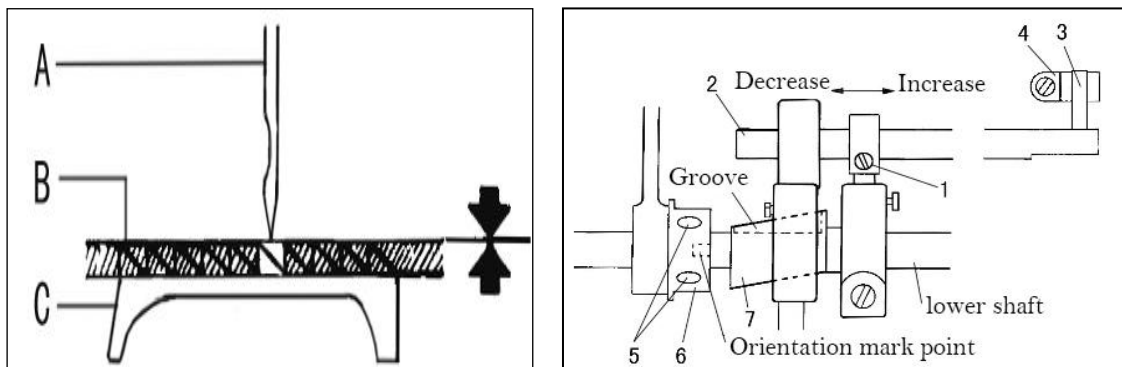 A
B
C
2
Decrease
Increase
4
3
1
Groove
7
lower shaft
5
6
Orientation mark point